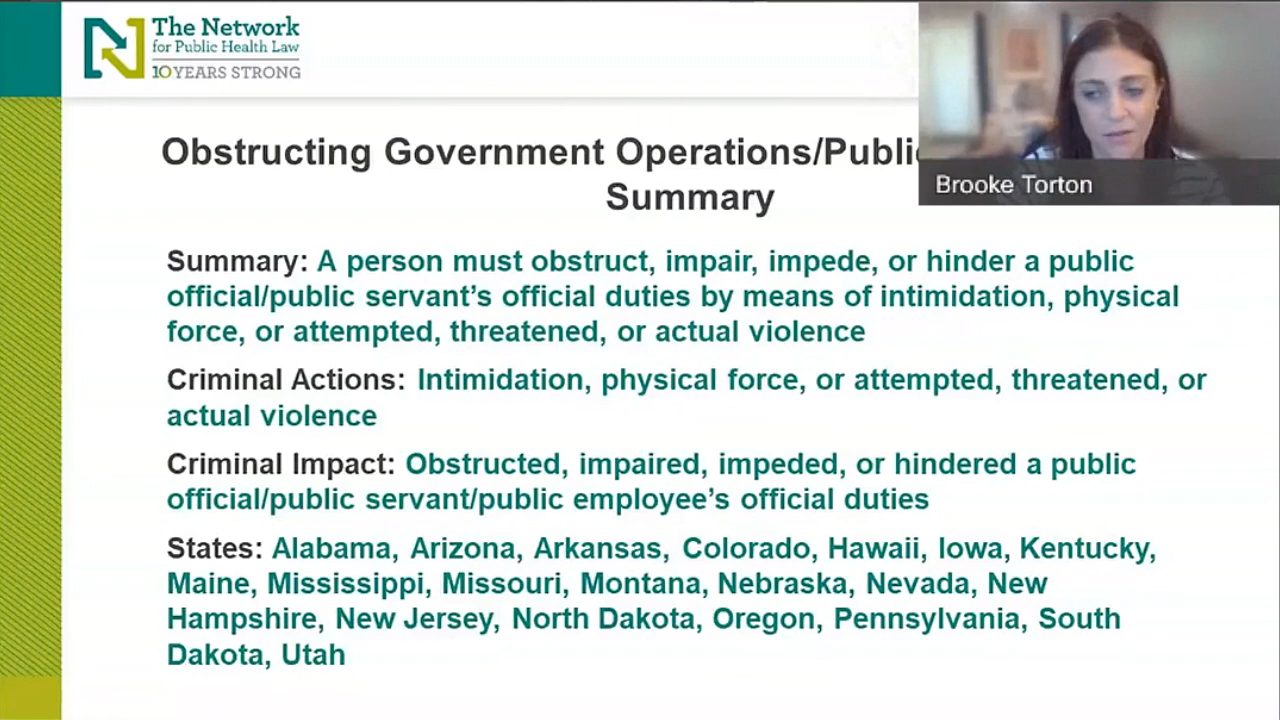 The Network
for Public Health Law
10 YEARS STRONG
Brooke Torton
Obstructing Government Operations/Public
Summary
Summary: A person must obstruct, impair, impede, or hinder a public
official/public servant’s official duties by means of intimidation, physical
force, or attempted, threatened, or actual violence
Criminal Actions: Intimidation, physical force, or attempted, threatened, or
actual violence
Criminal Impact: Obstructed, impaired, impeded, or hindered a public
official/public servant/public employee’s official duties
States: Alabama, Arizona, Arkansas, Colorado, Hawaii, Iowa, Kentucky,
Maine, Mississippi, Missouri, Montana, Nebraska, Nevada, New
Hampshire, New Jersey, North Dakota, Oregon, Pennsylvania, South
Dakota, Utah